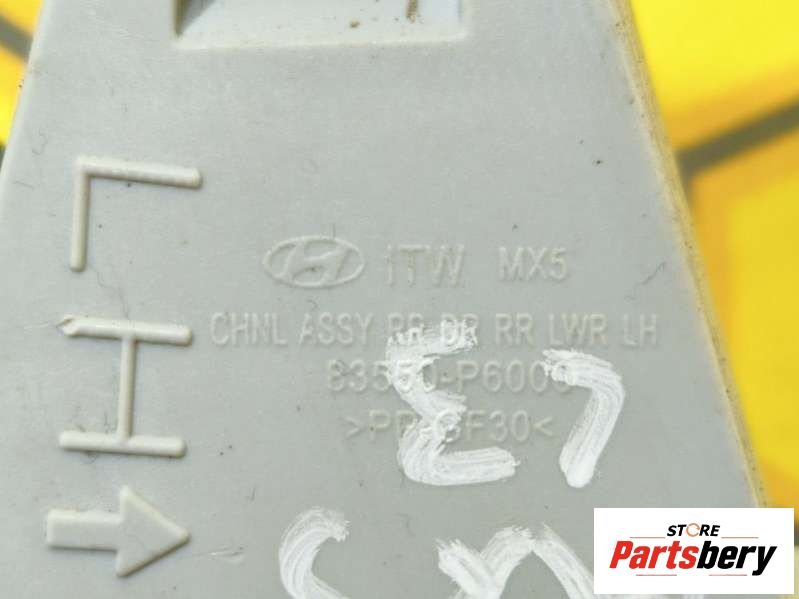 LH
ITW MX5
CHNL ASSY RR DR RR LWR LH
83550-P6000
>PP-GF30<
STORE
Partsbery